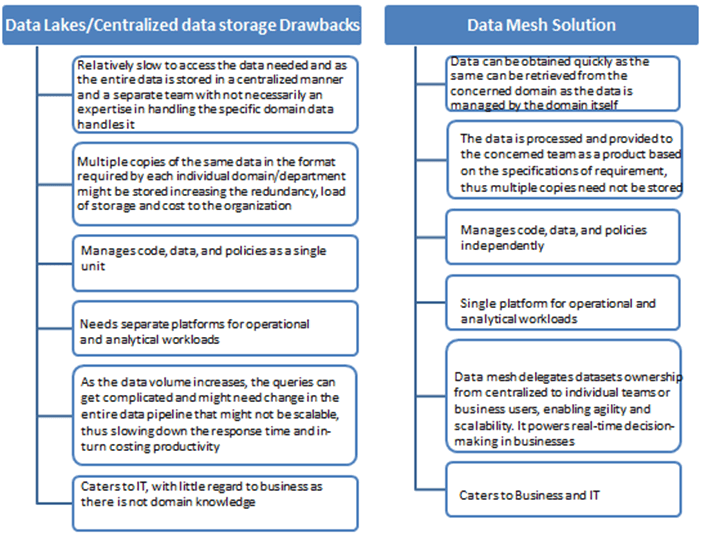 Data Lakes/Centralized data storage Drawbacks
Relatively slow to access the data needed and as
the entire data is stored in a centralized manner
and a separate team with not necessarily an
expertise in handling the specific domain data
handles it
Multiple copies of the same data in the format
required by each individual domain/department
might be stored increasing the redundancy, load
of storage and cost to the organization
Manages code, data, and policies as a single
unit
Needs separate platforms for operational
and analytical workloads
As the data volume increases, the queries can
get complicated and might need change in the
entire data pipeline that might not be scalable,
thus slowing down the response time and in-
turn costing productivity
Caters to IT, with little regard to business as
there is not domain knowledge
Data Mesh Solution
Data can be obtained quickly as the
same can be retrieved from the
concerned domain as the data is
managed by the domain itself
The data is processed and provided to
the concerned team as a product based
on the specifications of requirement,
thus multiple copies need not be stored
Manages code, data, and policies
independently
Single platform for operational and
analytical workloads
Data mesh delegates datasets ownership
from centralized to individual teams or
business users, enabling agility and
scalability. It powers real-time decision-
making in businesses
Caters to Business and IT